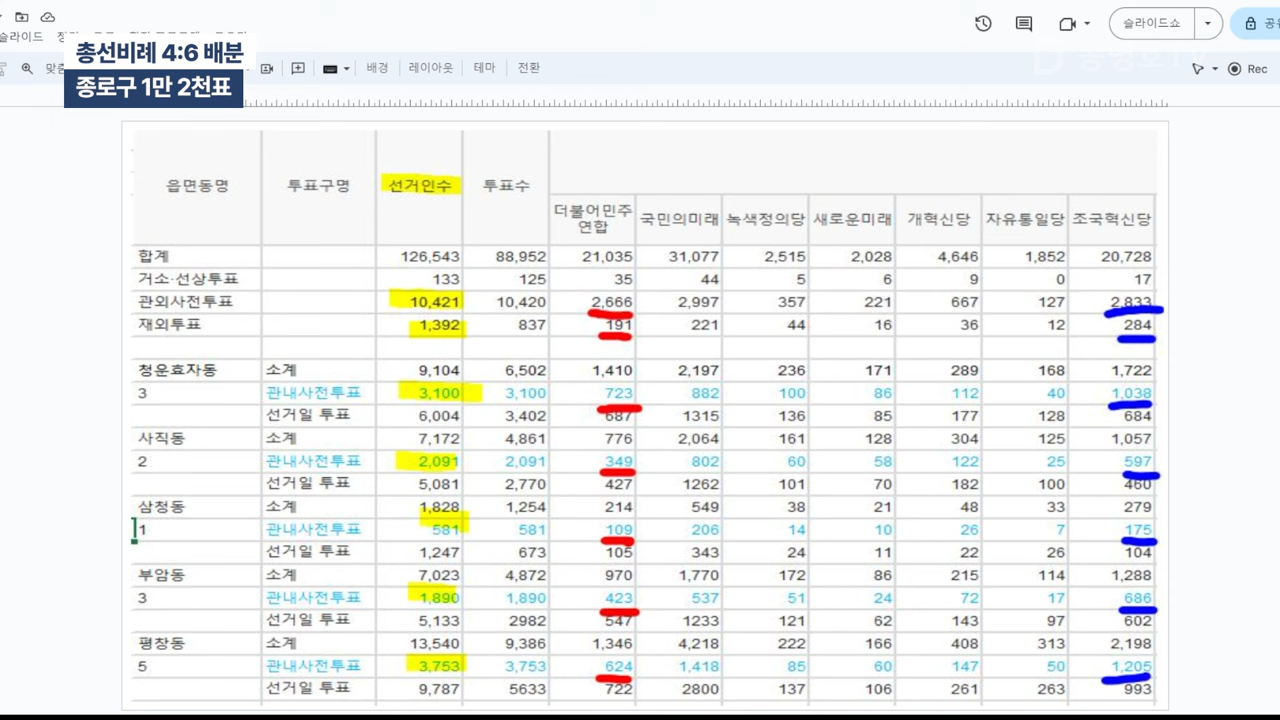 총선비례 4:6 배분
종로구 1만 2천표
슬라이드
슬라이드쇼
배경 레이아웃 테마 전환
Rec
읍면동명 투표구명 선거인수 투표수
더불어민주연합 국민의미래 녹색정의당 새로운미래 개혁신당 자유통일당 조국혁신당
합계 126,543 88,952 21,035 31,077 2,515 2,028 4,646 1,852 20,728
거소·선상투표 133 125 35 44 5 6 9 0 17
관외사전투표 10,421 10,420 2,666 2,997 357 221 667 127 2,833
재외투표 1,392 837 191 221 44 16 36 12 284
청운효자동 소계 9,104 6,502 1,410 2,197 236 171 289 168 1,722
3 관내사전투표 3,100 3,100 723 882 100 86 112 40 1,038
선거일 투표 6,004 3,402 687 1315 136 85 177 128 684
사직동 소계 7,172 4,861 776 2,064 161 128 304 125 1,057
2 관내사전투표 2,091 2,091 349 802 60 58 122 25 597
선거일 투표 5,081 2,770 427 1262 101 70 182 100 460
삼청동 소계 1,828 1,254 214 549 38 21 48 33 279
1 관내사전투표 581 581 109 206 14 10 26 7 175
선거일 투표 1,247 673 105 343 24 11 22 26 104
부암동 소계 7,023 4,872 970 1,770 172 86 215 114 1,288
3 관내사전투표 1,890 1,890 423 537 51 24 72 17 686
선거일 투표 5,133 2982 547 1233 121 62 143 97 602
평창동 소계 13,540 9,386 1,346 4,218 222 166 408 313 2,198
5 관내사전투표 3,753 3,753 624 1,418 85 60 147 50 1,205
선거일 투표 9,787 5633 722 2800 137 106 261 263 993